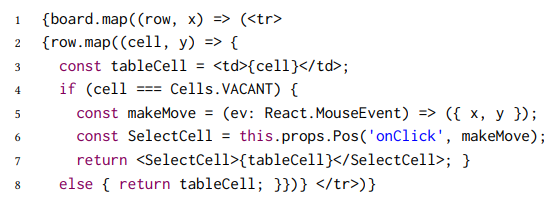 1 {board.map((row, x) => (<tr>
2 {row.map((cell, y) => {
3 const tableCell = <td>{cell}</td>;
4 if (cell === Cells.VACANT) {
5 const makeMove = (ev: React.MouseEvent) => ({ x, y });
6 const SelectCell = this.props.Pos('onClick', makeMove);
7 return <SelectCell>{tableCell}</SelectCell>; }
8 else { return tableCell; }})} </tr>)}